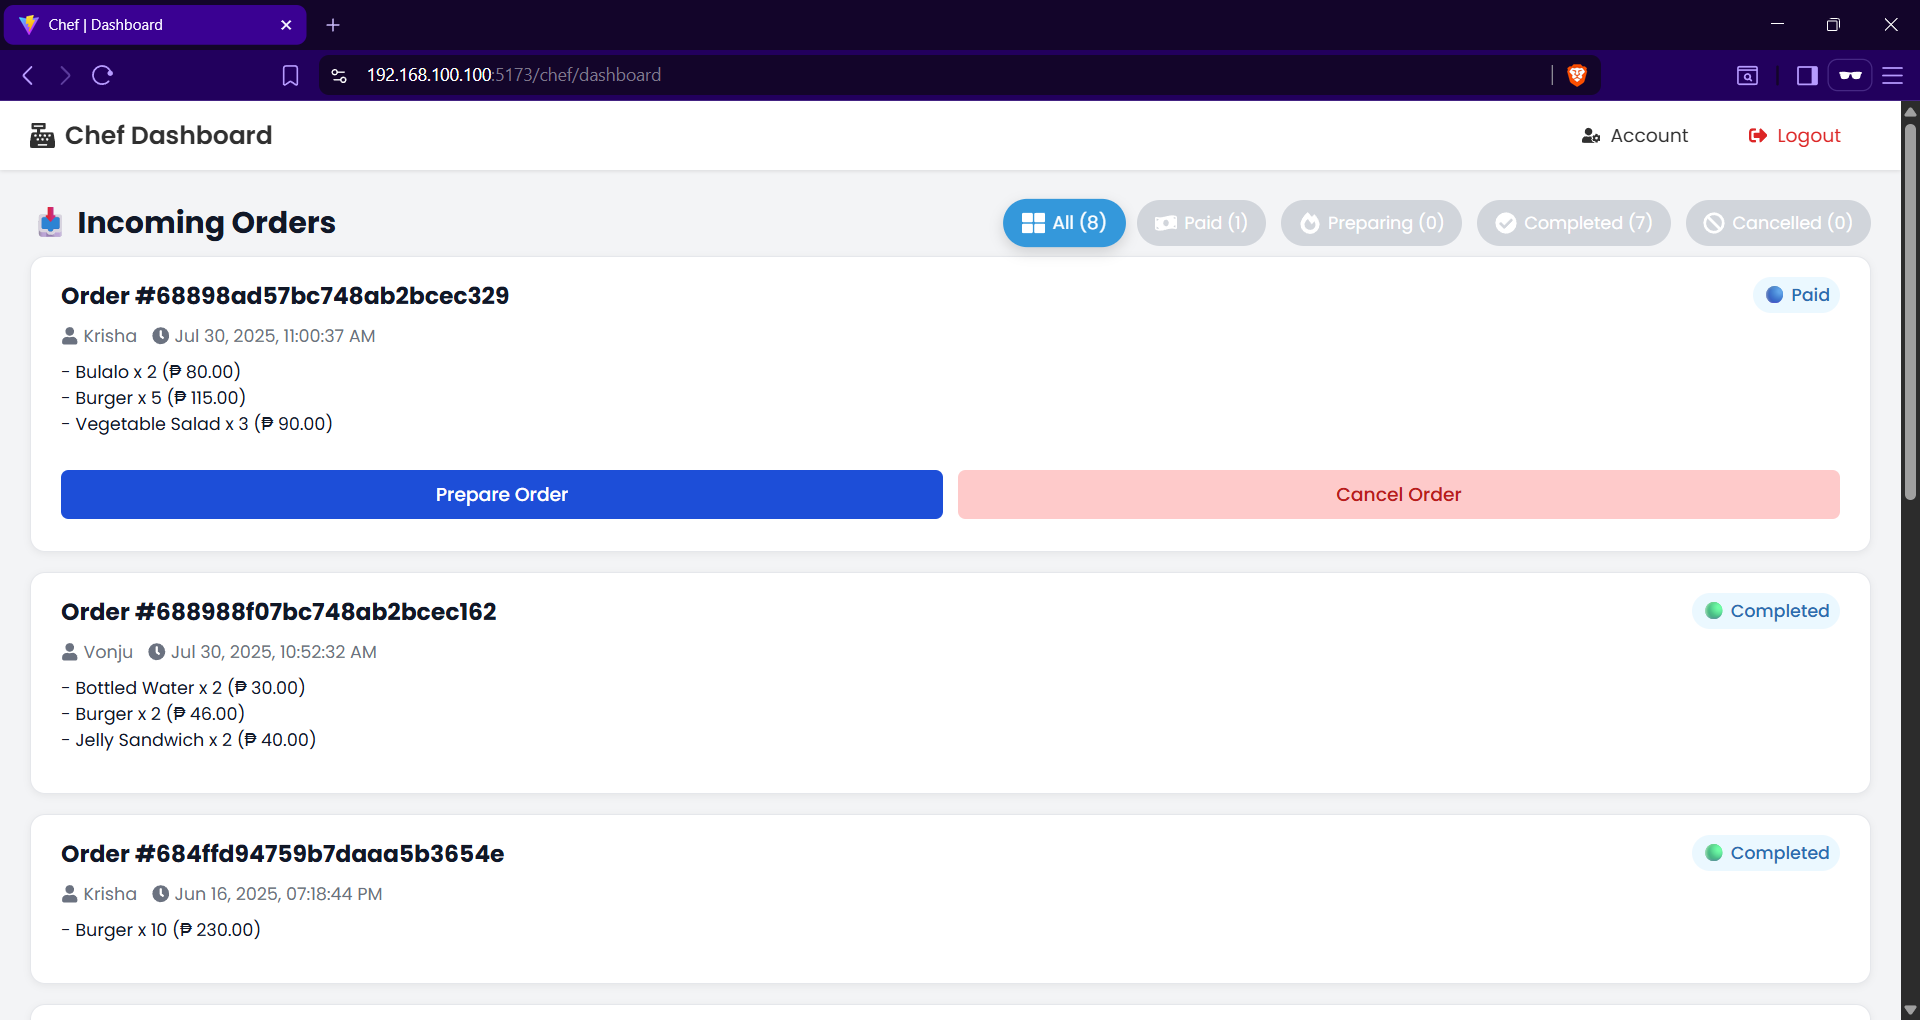 Chef | Dashboard
192.168.100.100:5173/chef/dashboard
Chef Dashboard
Account
Logout
Incoming Orders
All (8)
Paid (1)
Preparing (0)
Completed (7)
Cancelled (0)
Order #68898ad57bc748ab2bcec329
Paid
Krisha Jul 30, 2025, 11:00:37 AM
- Bulalo x 2 (₱ 80.00)
- Burger x 5 (₱ 115.00)
- Vegetable Salad x 3 (₱ 90.00)
Prepare Order
Cancel Order
Order #688988f07bc748ab2bcec162
Completed
Vonju Jul 30, 2025, 10:52:32 AM
- Bottled Water x 2 (₱ 30.00)
- Burger x 2 (₱ 46.00)
- Jelly Sandwich x 2 (₱ 40.00)
Order #684ffd94759b7daaa5b3654e
Completed
Krisha Jun 16, 2025, 07:18:44 PM
- Burger x 10 (₱ 230.00)